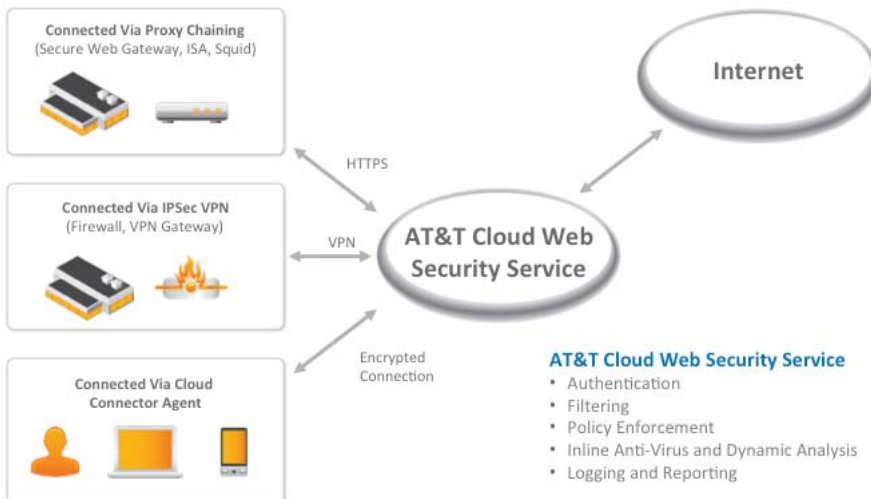 Connected Via Proxy Chaining
(Secure Web Gateway, ISA, Squid)
HTTPS
Connected Via IPSec VPN
(Firewall, VPN Gateway)
VPN
Connected Via Cloud
Connector Agent
Encrypted
Connection
Internet
AT&T Cloud Web
Security Service
AT&T Cloud Web Security Service
• Authentication
• Filtering
• Policy Enforcement
• Inline Anti-Virus and Dynamic Analysis
• Logging and Reporting